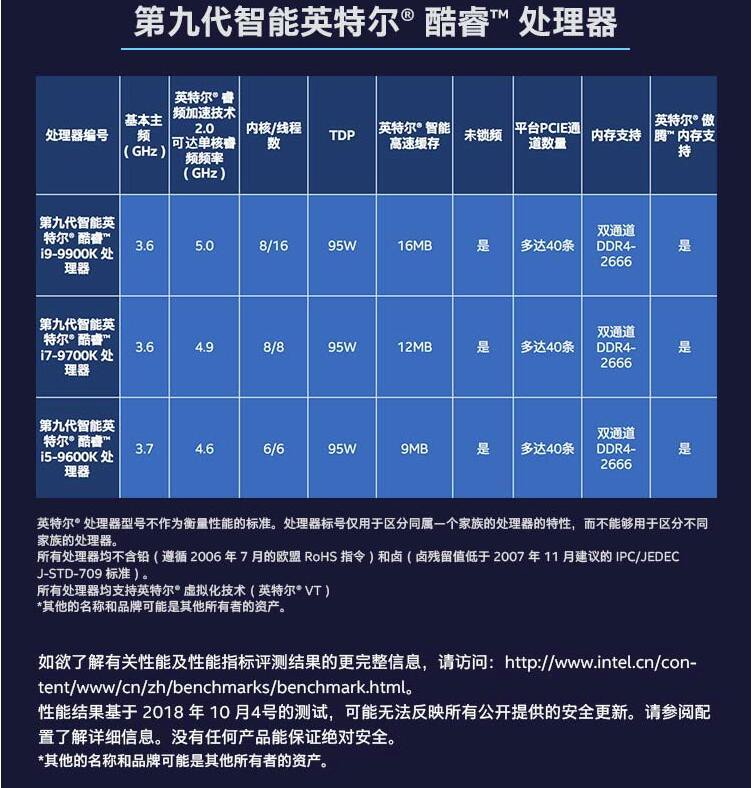 第九代智能英特尔® 酷睿™ 处理器
处理器编号
基本主
频
(GHz)
英特尔® 睿
频加速技术
2.0
可达单核睿
频频率
(GHz)
内核/线程
数
TDP
英特尔® 智能
高速缓存
未锁频
平台PCIE通
道数量
内存支持
英特尔® 傲
腾™ 内存支
持
第九代智能英
特尔® 酷睿™
i9-9900K 处
理器
3.6
5.0
8/16
95W
16MB
是
多达40条
双通道
DDR4-
2666
是
第九代智能英
特尔® 酷睿™
i7-9700K 处
理器
3.6
4.9
8/8
95W
12MB
是
多达40条
双通道
DDR4-
2666
是
第九代智能英
特尔® 酷睿™
i5-9600K 处
理器
3.7
4.6
6/6
95W
9MB
是
多达40条
双通道
DDR4-
2666
是
英特尔® 处理器型号不作为衡量性能的标准。处理器标号仅用于区分同属一个家族的处理器的特性，而不能够用于区分不同
家族的处理器。
所有处理器均不含铅（遵循 2006 年 7 月的欧盟 RoHS 指令）和卤（卤残留值低于 2007 年 11 月建议的 IPC/JEDEC
J-STD-709 标准）。
所有处理器均支持英特尔® 虚拟化技术（英特尔® VT）
*其他的名称和品牌可能是其他所有者的资产。
如欲了解有关性能及性能指标评测结果的更完整信息，请访问：http://www.intel.cn/con-
tent/www/cn/zh/benchmarks/benchmark.html。
性能结果基于 2018 年 10 月4号的测试，可能无法反映所有公开提供的安全更新。请参阅配
置了解详细信息。没有任何产品能保证绝对安全。
*其他的名称和品牌可能是其他所有者的资产。